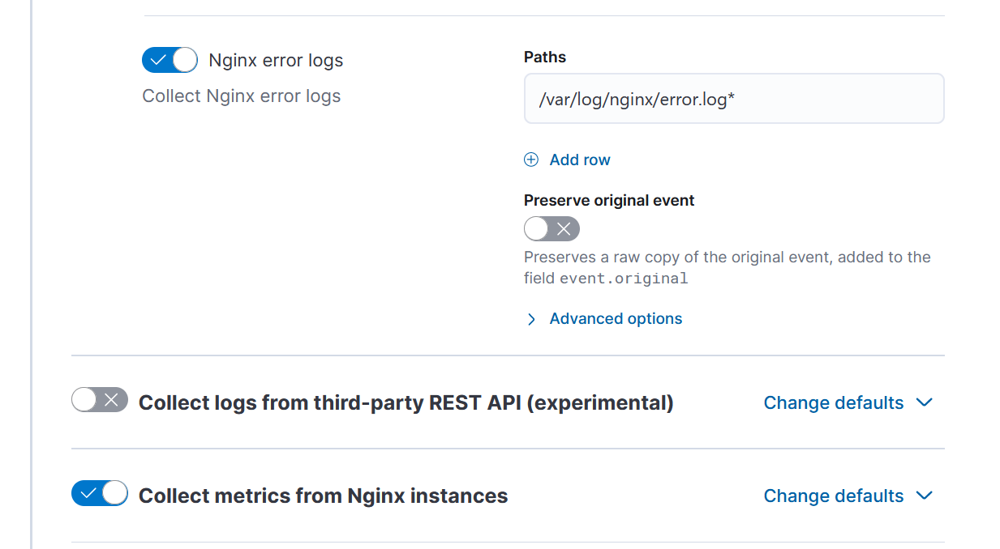 Nginx error logs
Collect Nginx error logs
Paths
/var/log/nginx/error.log*
Add row
Preserve original event
Preserves a raw copy of the original event, added to the
field event.original
Advanced options
Collect logs from third-party REST API (experimental)
Change defaults
Collect metrics from Nginx instances
Change defaults